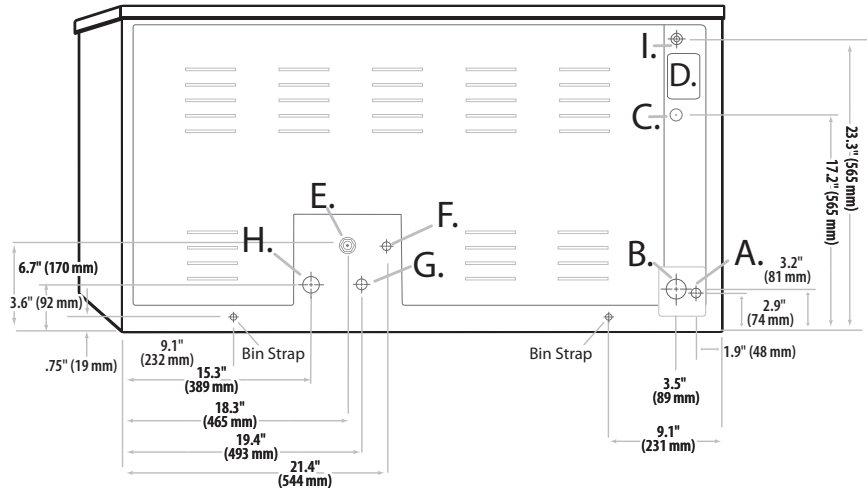 I.
D.
C.
23.3" (565 mm)
17.2" (565 mm)
E.
F.
H.
G.
B.
A.
6.7" (170 mm)
3.6" (92 mm)
.75" (19 mm)
3.2"
(81 mm)
2.9"
(74 mm)
1.9" (48 mm)
Bin Strap
Bin Strap
9.1"
(232 mm)
15.3"
(389 mm)
18.3"
(465 mm)
19.4"
(493 mm)
21.4"
(544 mm)
3.5"
(89 mm)
9.1"
(231 mm)